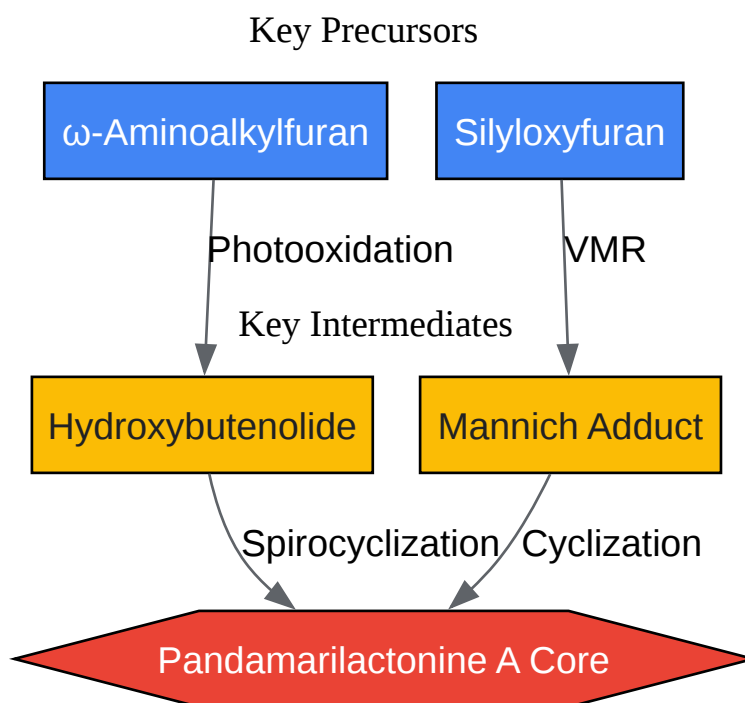 Key Precursors
ω-Aminoalkylfuran
Silyloxyfuran
Photooxidation
VMR
Key Intermediates
Hydroxybutenolide
Mannich Adduct
Spirocyclization
Cyclization
Pandamarilactonine A Core